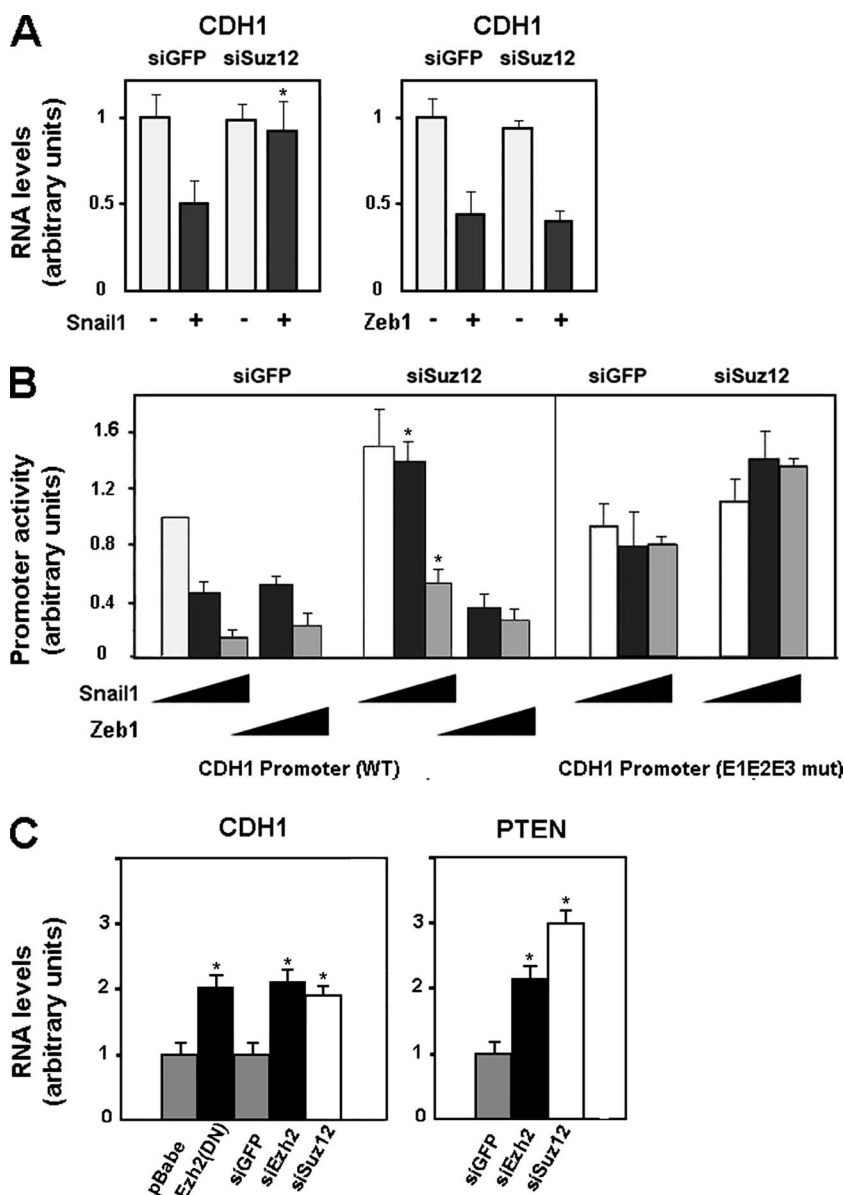 A
CDH1
siGFP siSuz12
*
RNA levels
(arbitrary units)
1
0.5
0
Snail1 - + - +
CDH1
siGFP siSuz12
1
0.5
0
Zeb1 - + - +
B
siGFP siSuz12 siGFP siSuz12
Promoter activity
(arbitrary units)
1.6
1.2
0.8
0.4
0
*
*
Snail1
Zeb1
CDH1 Promoter (WT) CDH1 Promoter (E1E2E3 mut)
C
CDH1
RNA levels
(arbitrary units)
3
2
1
0
* * *
pBabe Ezh2(DN) siGFP siEzh2 siSuz12
PTEN
3
2
1
0
* *
siGFP siEzh2 siSuz12